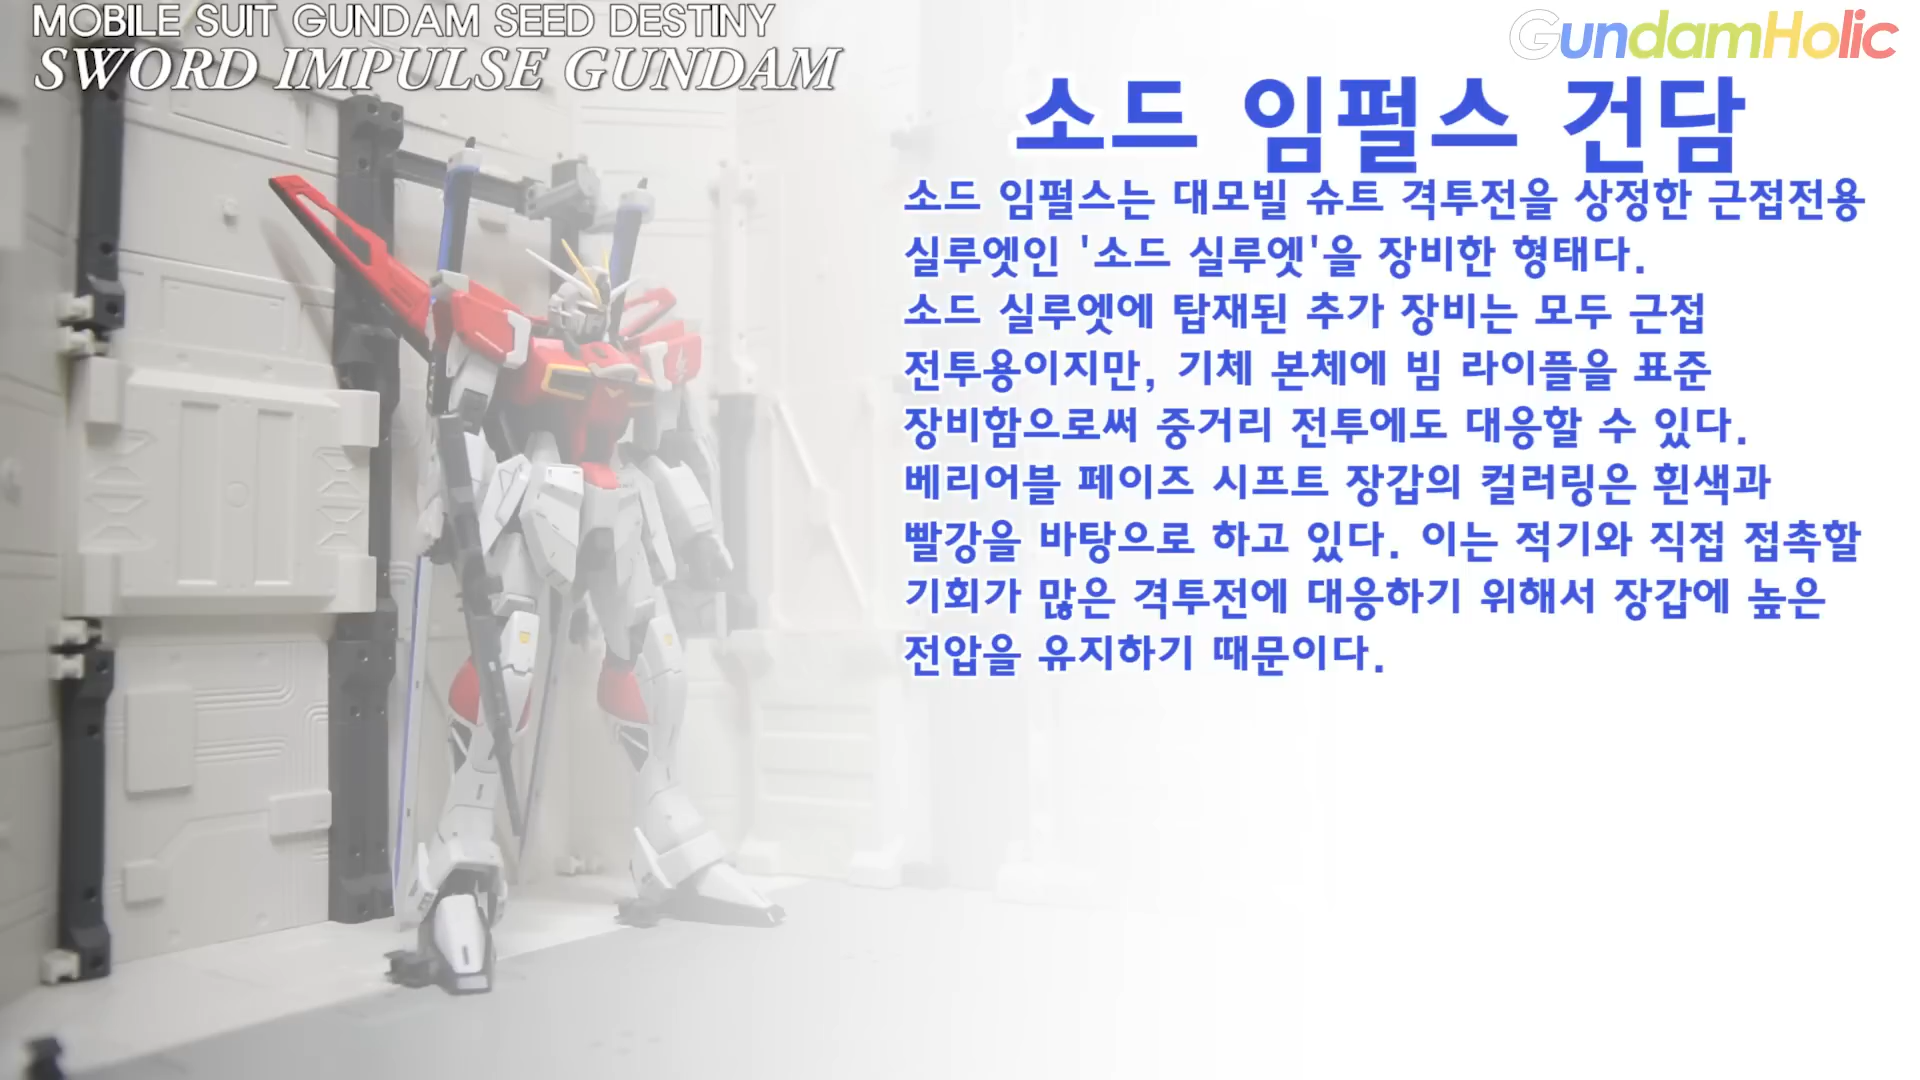 MOBILE SUIT GUNDAM SEED DESTINY
SWORD IMPULSE GUNDAM
GundamHolic
소드 임펄스 건담
소드 임펄스는 대모빌 슈트 격투전을 상정한 근접전용
실루엣인 '소드 실루엣'을 장비한 형태다.
소드 실루엣에 탑재된 추가 장비는 모두 근접
전투용이지만, 기체 본체에 빔 라이플을 표준
장비함으로써 중거리 전투에도 대응할 수 있다.
베리어블 페이즈 시프트 장갑의 컬러링은 흰색과
빨강을 바탕으로 하고 있다. 이는 적기와 직접 접촉할
기회가 많은 격투전에 대응하기 위해서 장갑에 높은
전압을 유지하기 때문이다.